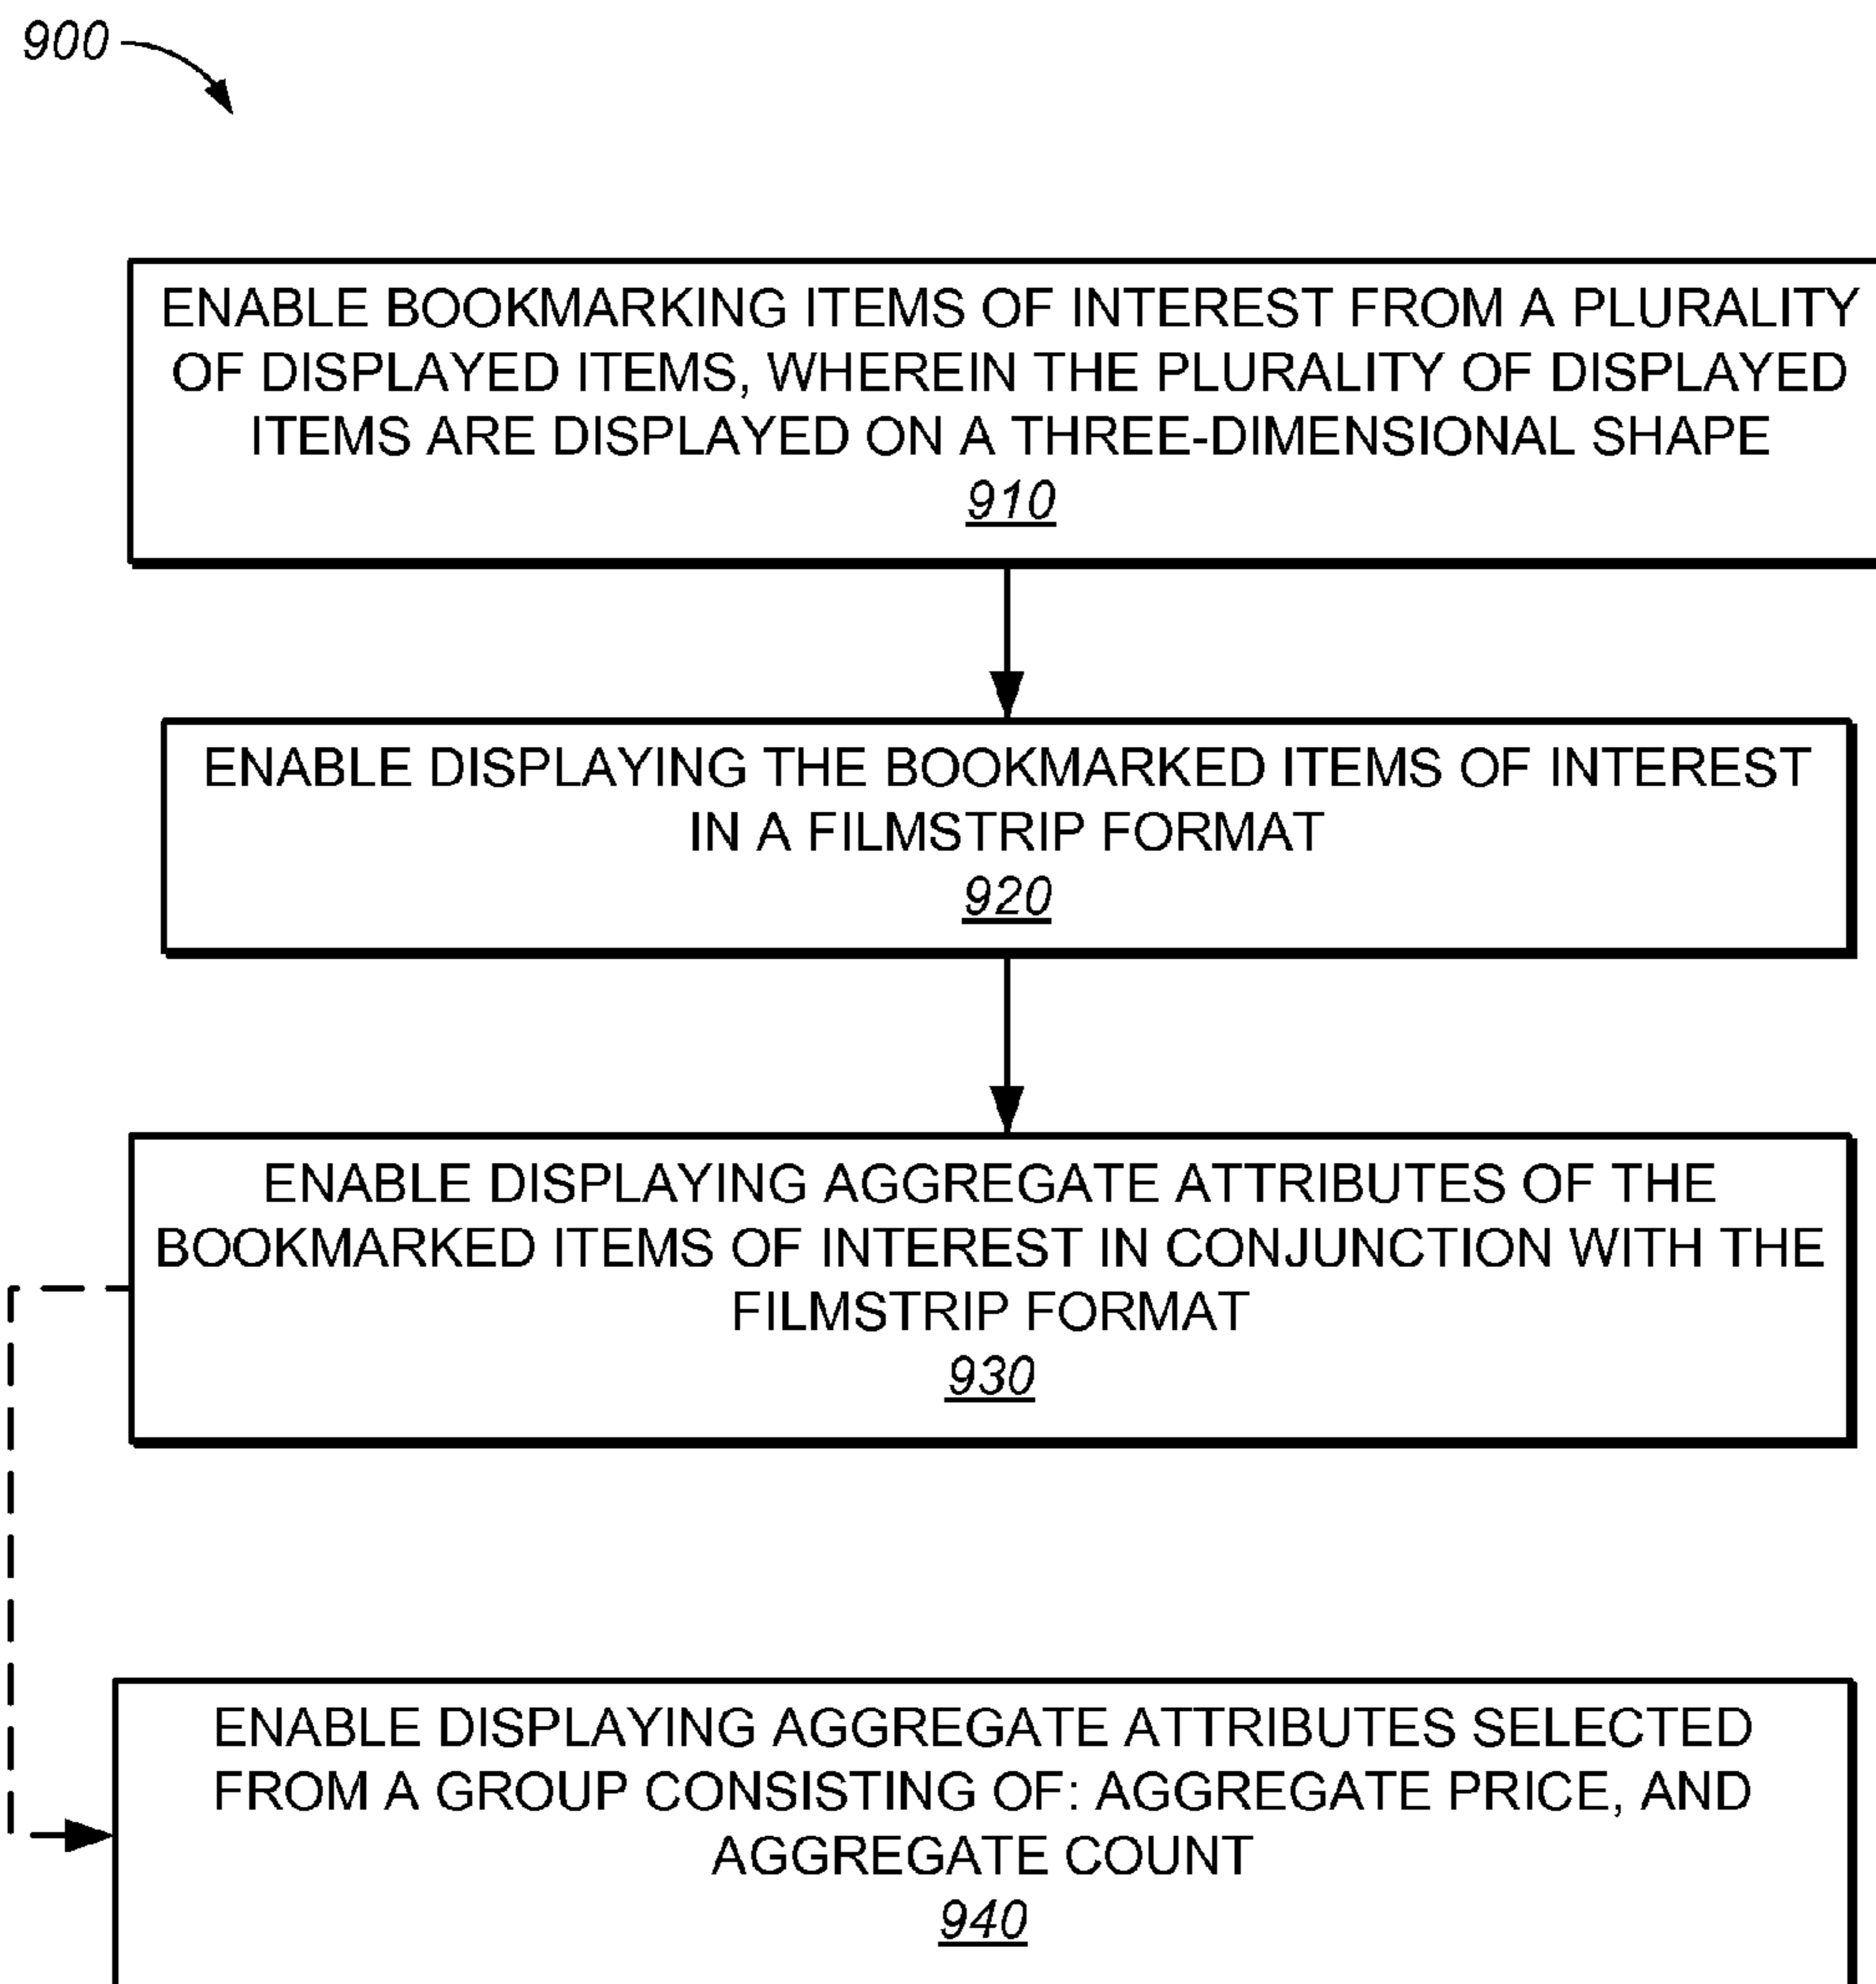 900
ENABLE BOOKMARKING ITEMS OF INTEREST FROM A PLURALITY
OF DISPLAYED ITEMS, WHEREIN THE PLURALITY OF DISPLAYED
ITEMS ARE DISPLAYED ON A THREE-DIMENSIONAL SHAPE
910
ENABLE DISPLAYING THE BOOKMARKED ITEMS OF INTEREST
IN A FILMSTRIP FORMAT
920
ENABLE DISPLAYING AGGREGATE ATTRIBUTES OF THE
BOOKMARKED ITEMS OF INTEREST IN CONJUNCTION WITH THE
FILMSTRIP FORMAT
930
ENABLE DISPLAYING AGGREGATE ATTRIBUTES SELECTED
FROM A GROUP CONSISTING OF: AGGREGATE PRICE, AND
AGGREGATE COUNT
940